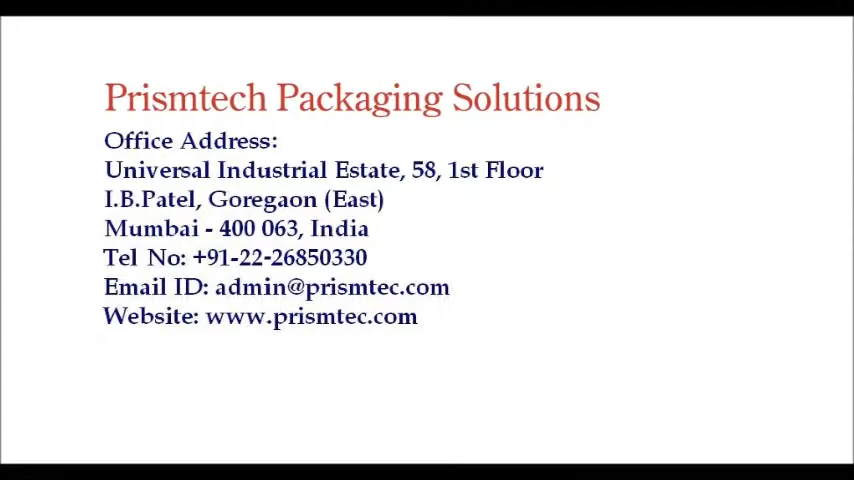 Prismtech Packaging Solutions
Office Address:
Universal Industrial Estate, 58, 1st Floor
I.B.Patel, Goregaon (East)
Mumbai - 400 063, India
Tel No: +91-22-26850330
Email ID: admin@prismtec.com
Website: www.prismtec.com